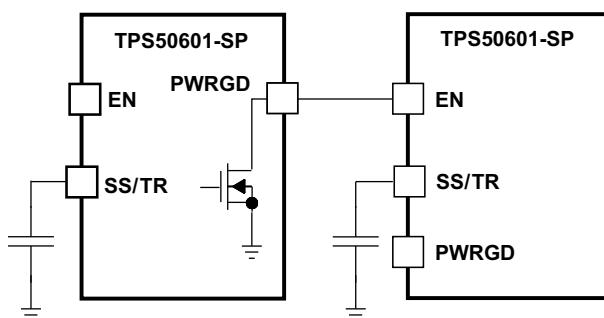 TPS50601-SP
PWRGD
EN
SS/TR
TPS50601-SP
EN
SS/TR
PWRGD